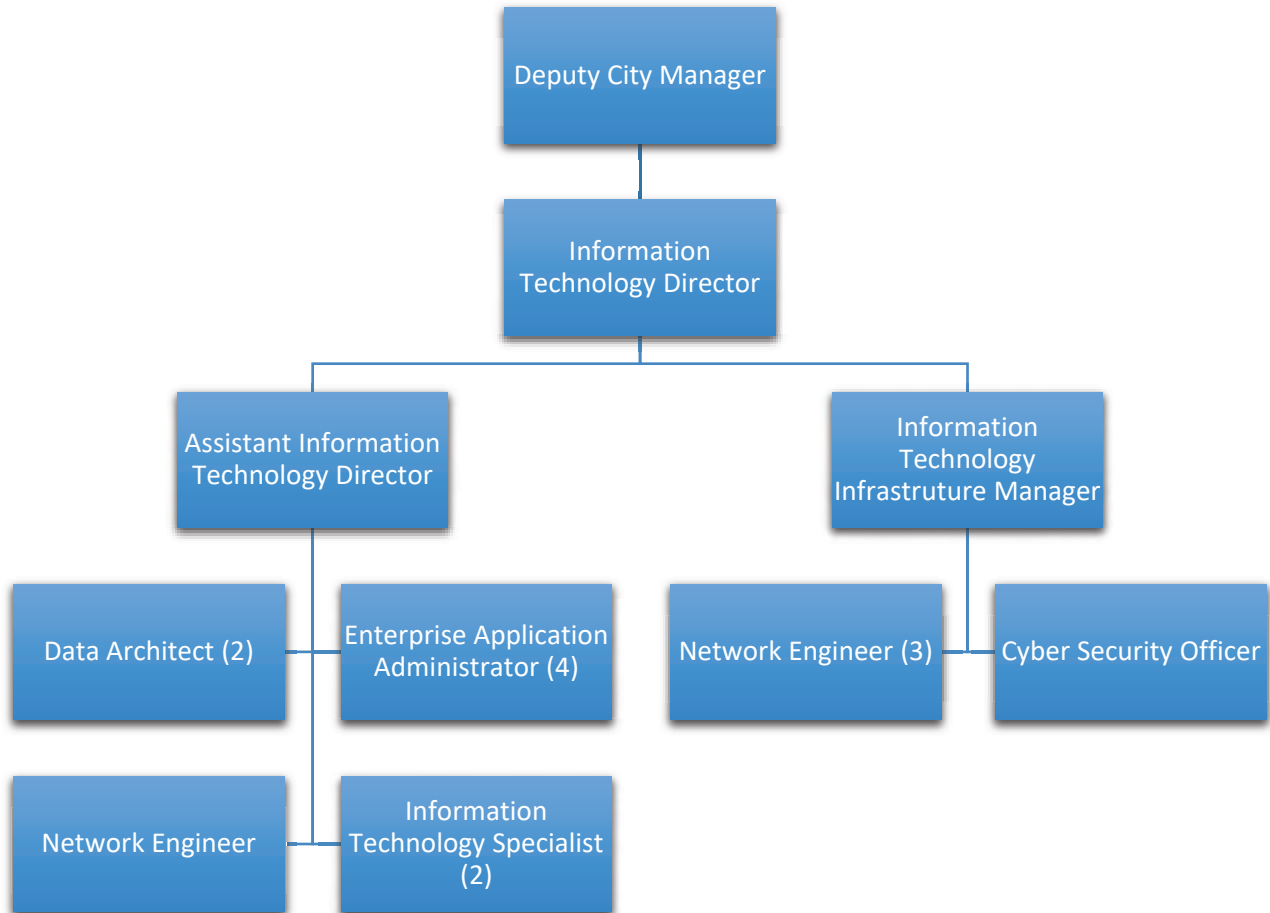 Deputy City Manager
Information
Technology Director
Assistant Information
Technology Director
Information
Technology
Infrastruture Manager
Data Architect (2)
Enterprise Application
Administrator (4)
Network Engineer (3)
Cyber Security Officer
Network Engineer
Information
Technology Specialist
(2)